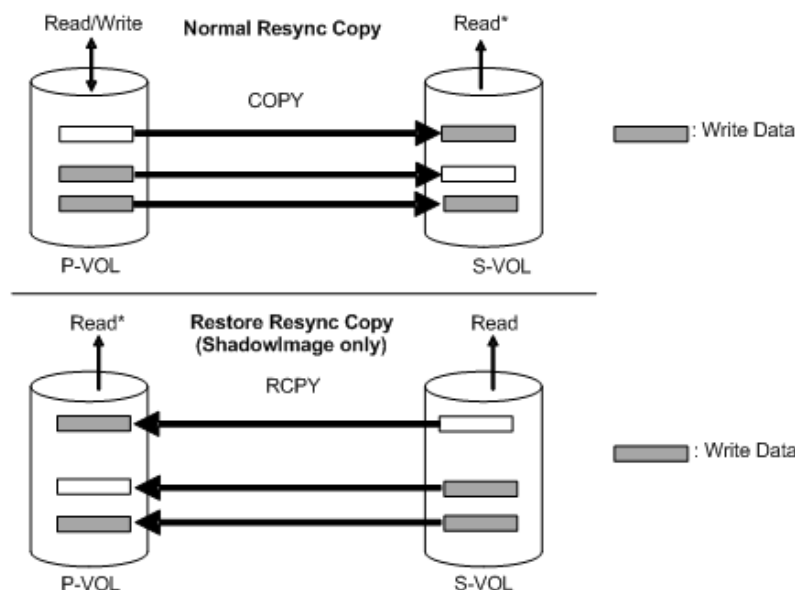 Read/Write
Normal Resync Copy
Read*
COPY
: Write Data
P-VOL
S-VOL
Read*
Restore Resync Copy
(ShadowImage only)
Read
RCPY
: Write Data
P-VOL
S-VOL